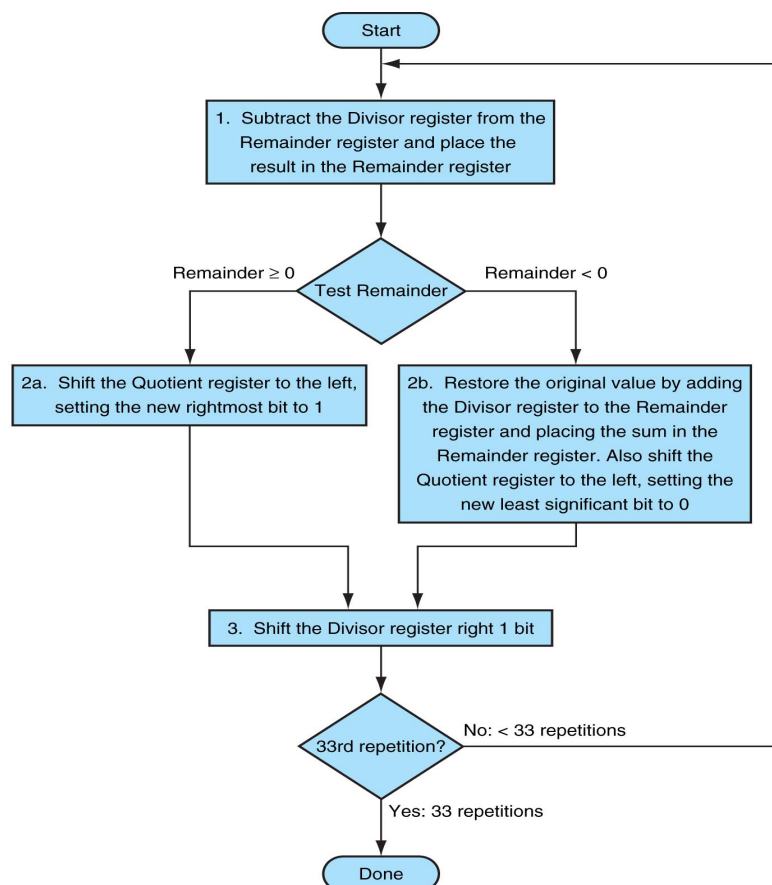 Start
1. Subtract the Divisor register from the
Remainder register and place the
result in the Remainder register
Remainder ≥ 0
Remainder < 0
Test Remainder
2a. Shift the Quotient register to the left,
setting the new rightmost bit to 1
2b. Restore the original value by adding
the Divisor register to the Remainder
register and placing the sum in the
Remainder register. Also shift the
Quotient register to the left, setting the
new least significant bit to 0
3. Shift the Divisor register right 1 bit
33rd repetition?
No: < 33 repetitions
Yes: 33 repetitions
Done